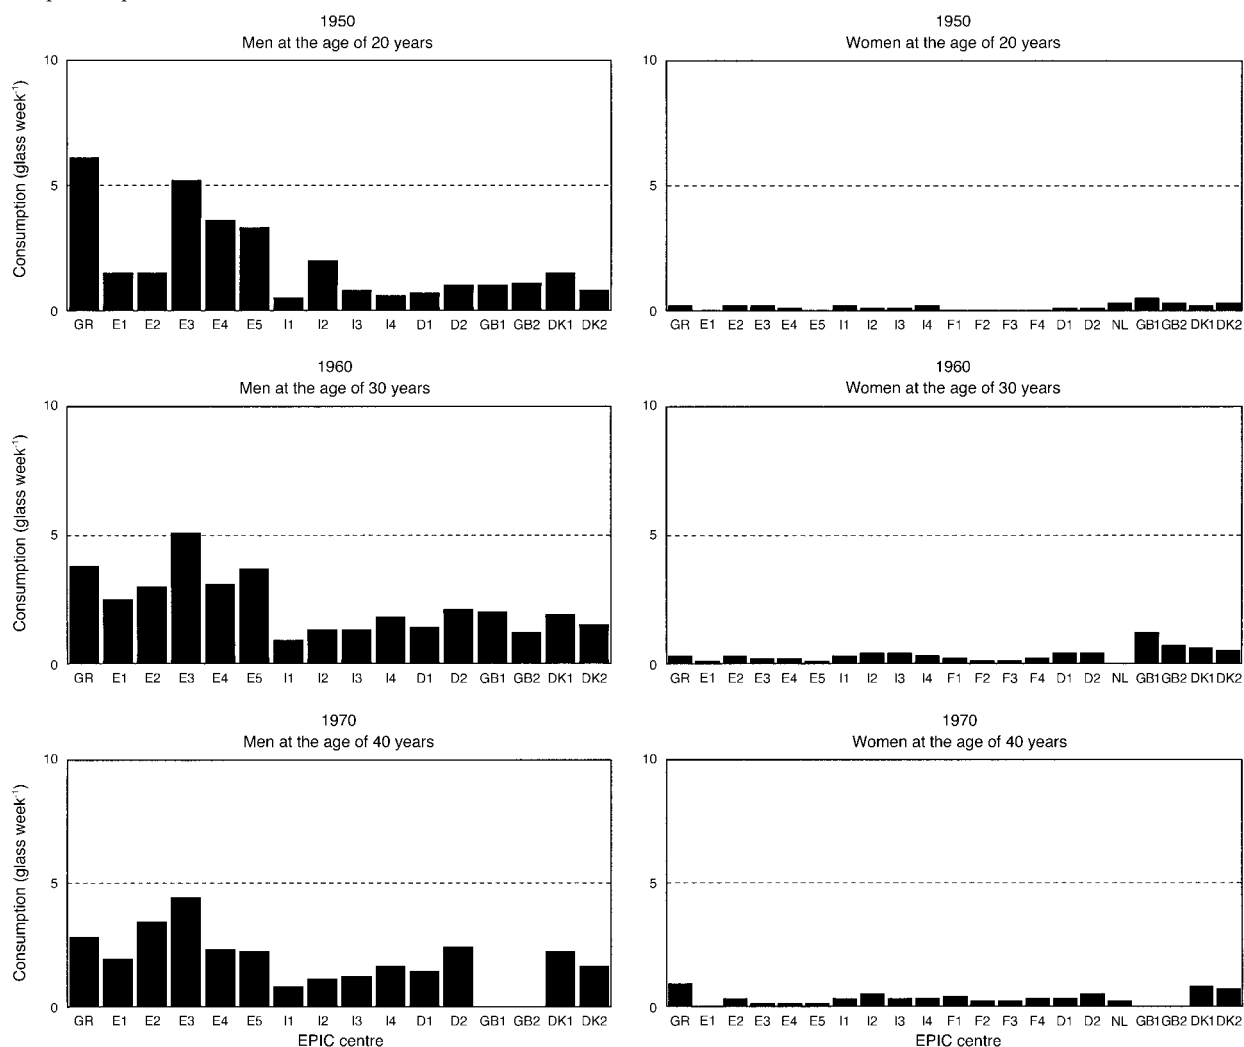 1950
Men at the age of 20 years
Consumption (glass week⁻¹)
10
5
0
GR E1 E2 E3 E4 E5 I1 I2 I3 I4 D1 D2 GB1 GB2 DK1 DK2
1950
Women at the age of 20 years
10
5
0
GR E1 E2 E3 E4 E5 I1 I2 I3 I4 F1 F2 F3 F4 D1 D2 NL GB1 GB2 DK1 DK2
1960
Men at the age of 30 years
Consumption (glass week⁻¹)
10
5
0
GR E1 E2 E3 E4 E5 I1 I2 I3 I4 D1 D2 GB1 GB2 DK1 DK2
1960
Women at the age of 30 years
10
5
0
GR E1 E2 E3 E4 E5 I1 I2 I3 I4 F1 F2 F3 F4 D1 D2 NL GB1 GB2 DK1 DK2
1970
Men at the age of 40 years
Consumption (glass week⁻¹)
10
5
0
GR E1 E2 E3 E4 E5 I1 I2 I3 I4 D1 D2 GB1 GB2 DK1 DK2
EPIC centre
1970
Women at the age of 40 years
10
5
0
GR E1 E2 E3 E4 E5 I1 I2 I3 I4 F1 F2 F3 F4 D1 D2 NL GB1 GB2 DK1 DK2
EPIC centre